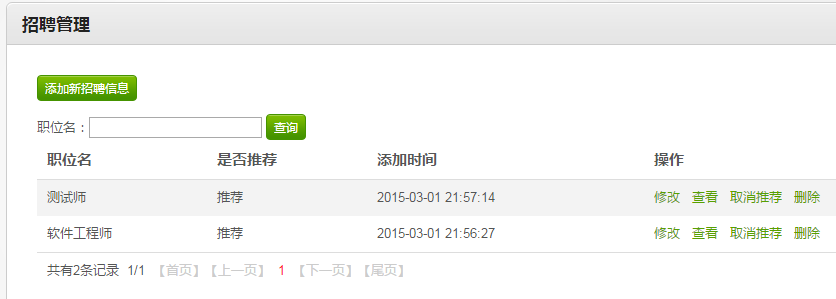 招聘管理
添加新招聘信息
职位名： 查询
职位名 是否推荐 添加时间 操作
测试师 推荐 2015-03-01 21:57:14 修改 查看 取消推荐 删除
软件工程师 推荐 2015-03-01 21:56:27 修改 查看 取消推荐 删除
共有2条记录 1/1 【首页】【上一页】 1 【下一页】【尾页】